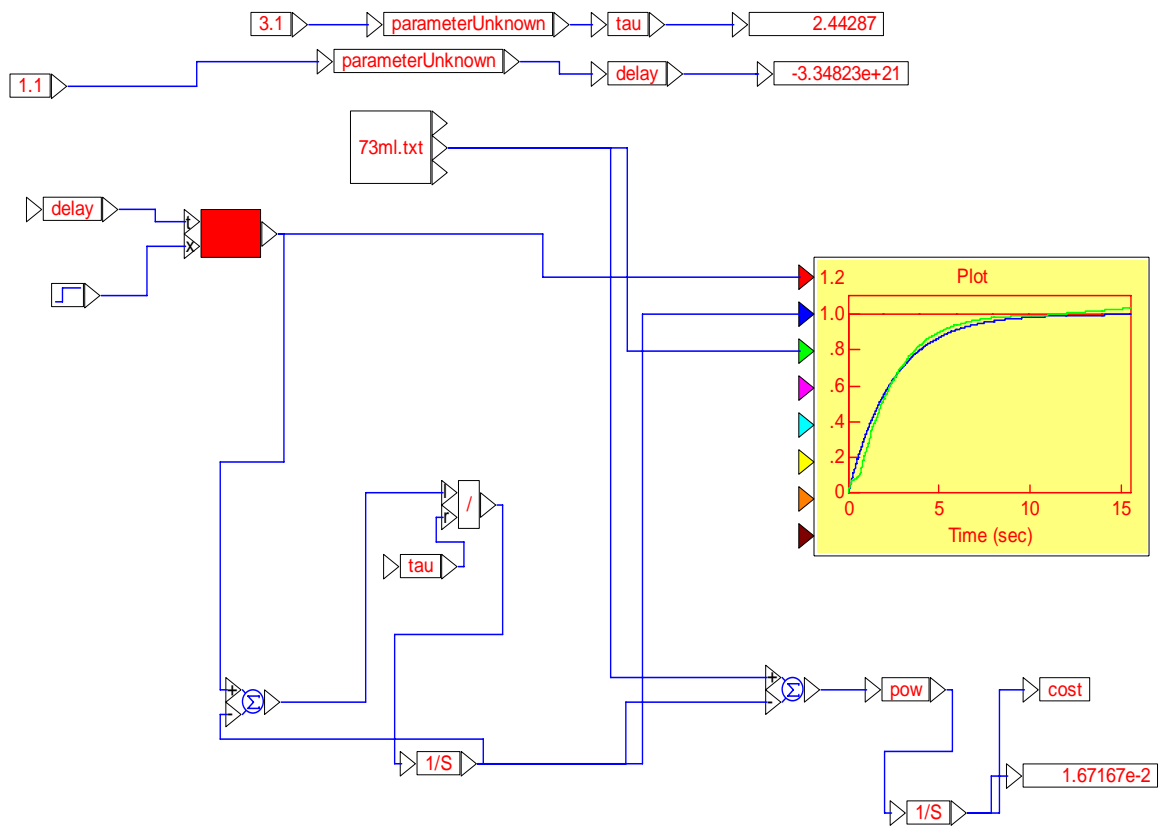 3.1 parameterUnknown tau 2.44287
1.1 parameterUnknown delay -3.34823e+21
73ml.txt
delay t
x
1.2 Plot
1.0
.8
.6
.4
.2
0
0 5 10 15
Time (sec)
l
r /
tau
+
- Σ
+
- Σ pow cost
1/S
1.67167e-2
1/S